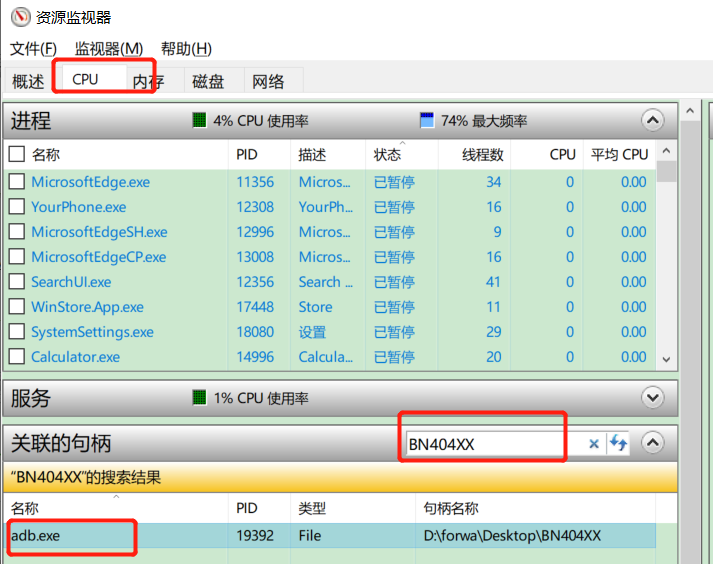 资源监视器
文件(F) 监视器(M) 帮助(H)
概述 CPU 内存 磁盘 网络
进程 4% CPU 使用率 74% 最大频率
名称 PID 描述 状态 线程数 CPU 平均 CPU
MicrosoftEdge.exe 11356 Micros... 已暂停 34 0 0.00
YourPhone.exe 12308 YourPh... 已暂停 16 0 0.00
MicrosoftEdgeSH.exe 12996 Micros... 已暂停 9 0 0.00
MicrosoftEdgeCP.exe 13008 Micros... 已暂停 16 0 0.00
SearchUI.exe 12356 Search ... 已暂停 41 0 0.00
WinStore.App.exe 17448 Store 已暂停 11 0 0.00
SystemSettings.exe 18080 设置 已暂停 29 0 0.00
Calculator.exe 14996 Calcula... 已暂停 20 0 0.00
服务 1% CPU 使用率
关联的句柄 BN404XX
“BN404XX”的搜索结果
名称 PID 类型 句柄名称
adb.exe 19392 File D:\forwa\Desktop\BN404XX